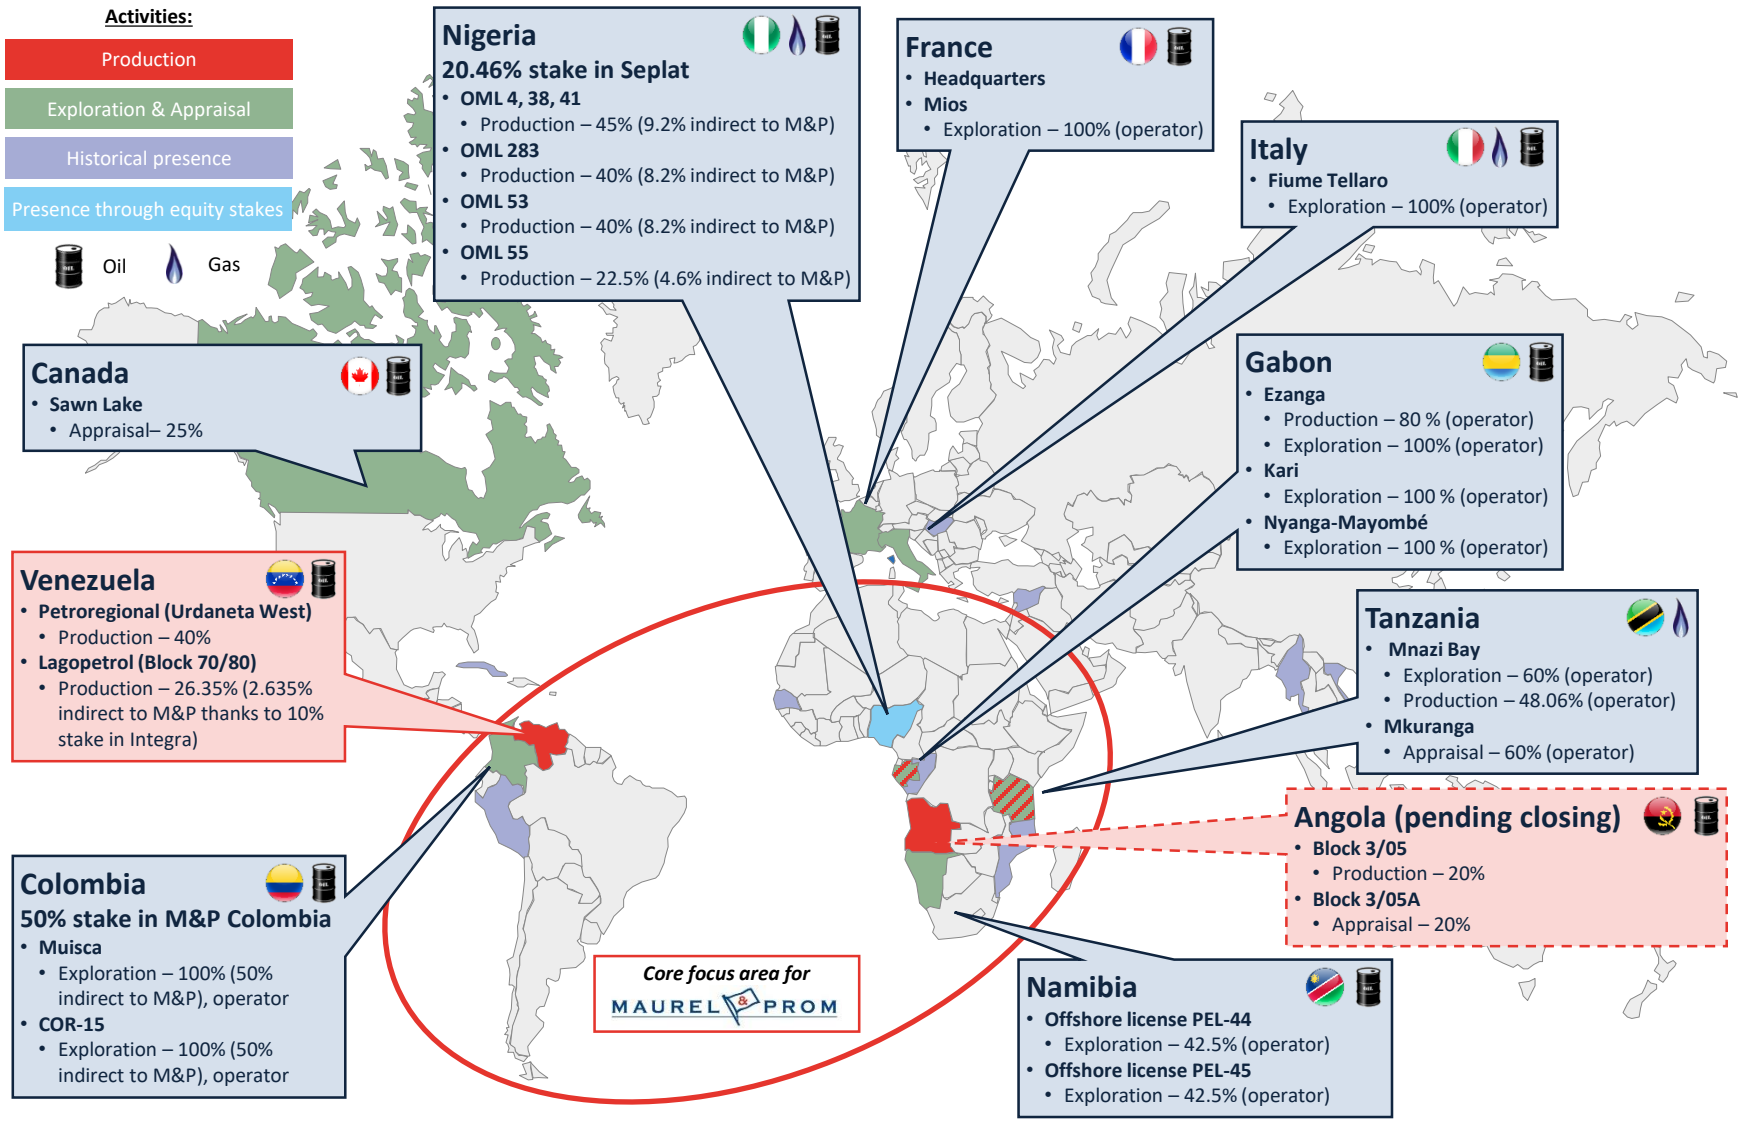 Activities:
Production
Exploration & Appraisal
Historical presence
Presence through equity stakes
Oil
Gas
Nigeria
20.46% stake in Seplat
• OML 4, 38, 41
• Production – 45% (9.2% indirect to M&P)
• OML 283
• Production – 40% (8.2% indirect to M&P)
• OML 53
• Production – 40% (8.2% indirect to M&P)
• OML 55
• Production – 22.5% (4.6% indirect to M&P)
France
• Headquarters
• Mios
• Exploration – 100% (operator)
Italy
• Fiume Tellaro
• Exploration – 100% (operator)
Canada
• Sawn Lake
• Appraisal– 25%
Gabon
• Ezanga
• Production – 80 % (operator)
• Exploration – 100% (operator)
• Kari
• Exploration – 100 % (operator)
• Nyanga-Mayombé
• Exploration – 100 % (operator)
Venezuela
• Petroregional (Urdaneta West)
• Production – 40%
• Lagopetrol (Block 70/80)
• Production – 26.35% (2.635%
indirect to M&P thanks to 10%
stake in Integra)
Tanzania
• Mnazi Bay
• Exploration – 60% (operator)
• Production – 48.06% (operator)
• Mkuranga
• Appraisal – 60% (operator)
Angola (pending closing)
• Block 3/05
• Production – 20%
• Block 3/05A
• Appraisal – 20%
Colombia
50% stake in M&P Colombia
• Muisca
• Exploration – 100% (50%
indirect to M&P), operator
• COR-15
• Exploration – 100% (50%
indirect to M&P), operator
Core focus area for
MAUREL & PROM
Namibia
• Offshore license PEL-44
• Exploration – 42.5% (operator)
• Offshore license PEL-45
• Exploration – 42.5% (operator)